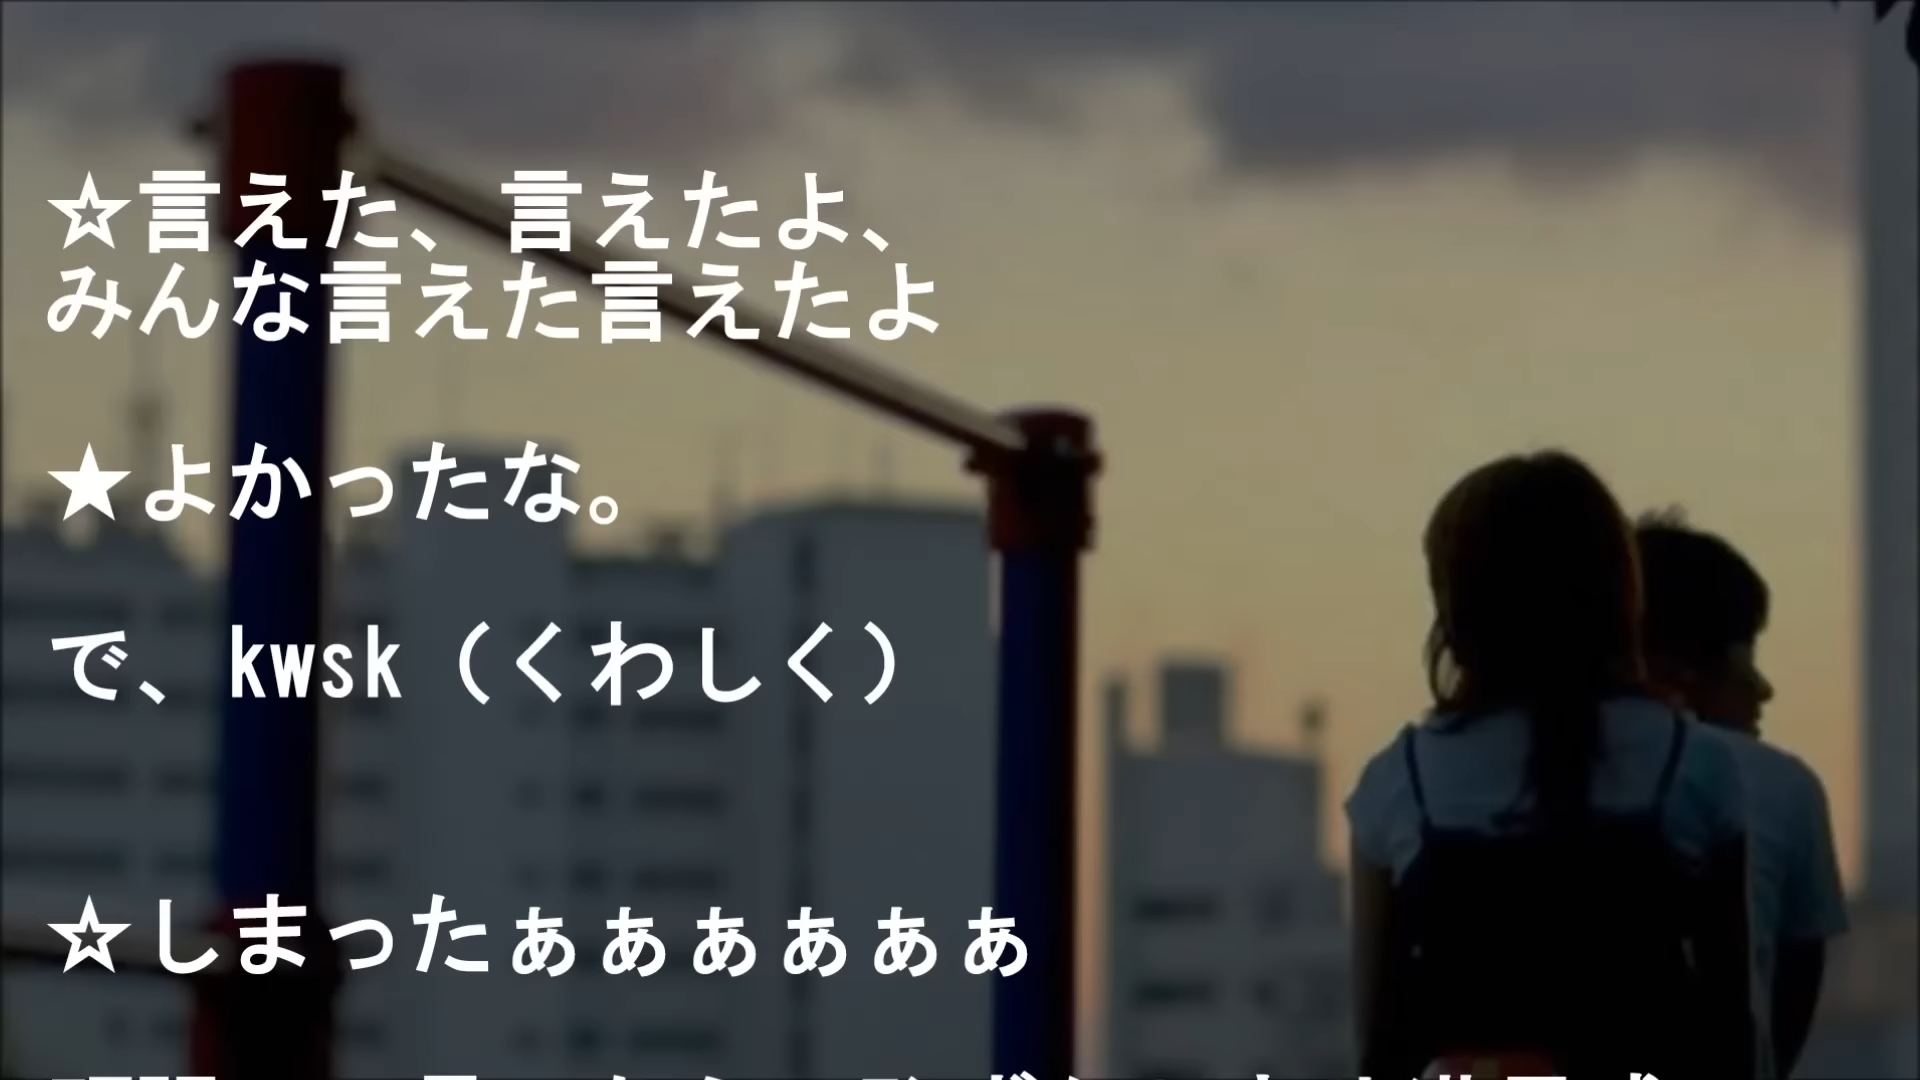 ☆言えた、言えたよ、
みんな言えた言えたよ
★よかったな。
で、kwsk（くわしく）
☆しまったぁぁぁぁぁぁ